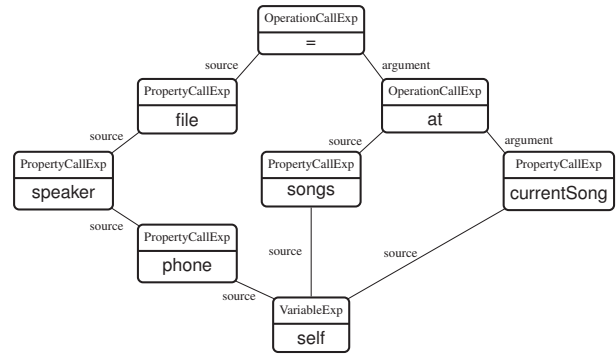 OperationCallExp
=
source
argument
PropertyCallExp
file
OperationCallExp
at
source
source
argument
PropertyCallExp
speaker
PropertyCallExp
songs
PropertyCallExp
currentSong
source
PropertyCallExp
phone
source
source
source
VariableExp
self